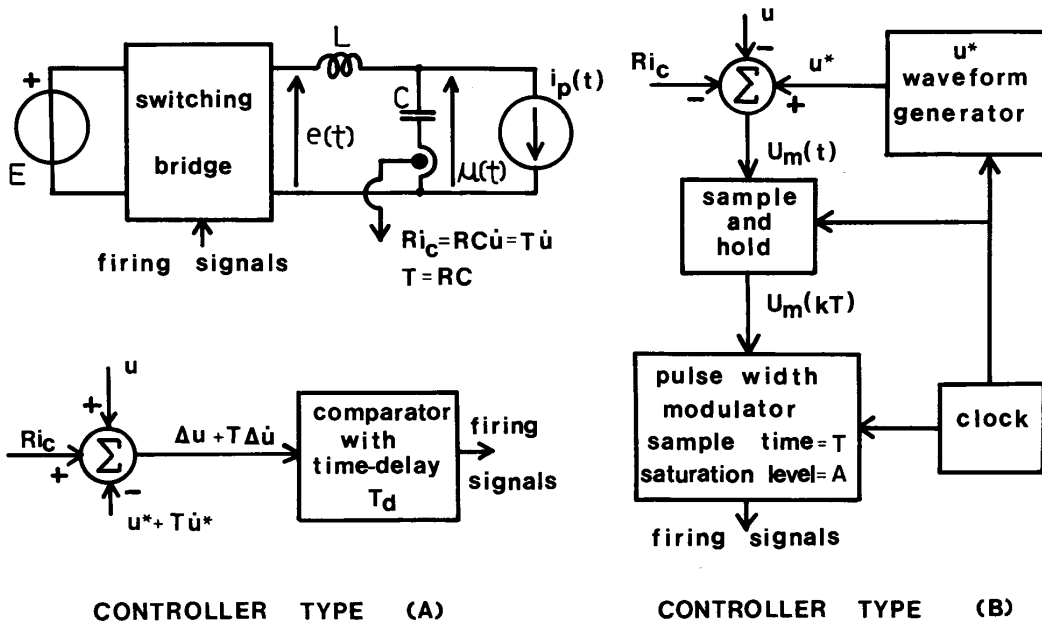 L
+
E
switching
bridge
e(t)
C
μ(t)
i_p(t)
firing signals
Ri_c=RCu̇=Tu̇
T=RC
u
+
Ri_c
+
Σ
−
u*+Tu̇*
Δu+TΔu̇
comparator
with
time-delay
T_d
firing
signals
CONTROLLER TYPE (A)
u
−
Ri_c
−
Σ
+
u*
u*
waveform
generator
U_m(t)
sample
and
hold
U_m(kT)
pulse width
modulator
sample time=T
saturation level=A
clock
firing signals
CONTROLLER TYPE (B)